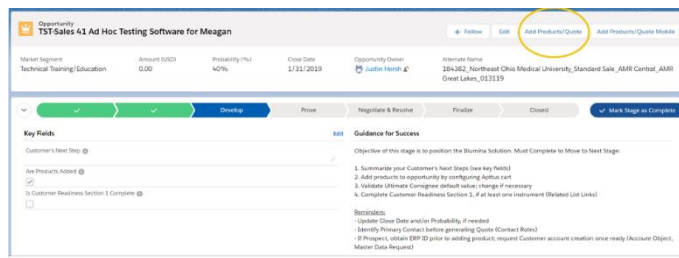 Opportunity
TST-Sales 41 Ad Hoc Testing Software for Meagan
+ Follow
Edit
Add Products/Quote
Add Products/Quote Mobile
Market Segment
Technical Training/Education
Amount (USD)
0.00
Probability (%)
40%
Close Date
1/31/2019
Opportunity Owner
Justin Horsh
Alternate Name
184382_Northeast Ohio Medical University_Standard Sale_AMR Central_AMR
Great Lakes_013119
Develop
Prove
Negotiate & Resolve
Finalize
Closed
Mark Stage as Complete
Key Fields
Edit
Customer's Next Step
Are Products Added
Is Customer Readiness Section 1 Complete
Guidance for Success
Objective of this stage is to position the Illumina Solution. Must Complete to Move to Next Stage:
1. Summarize your Customer's Next Steps (see key fields)
2. Add products to opportunity by configuring Apttus cart
3. Validate Ultimate Consignee default value; change if necessary
4. Complete Customer Readiness Section 1, if at least one instrument (Related List Links)
Reminders:
- Update Close Date and/or Probability, if needed
- Identify Primary Contact before generating Quote (Contact Roles)
- If Prospect, obtain ERP ID prior to adding product; request Customer account creation once ready (Account Object,
Master Data Request)